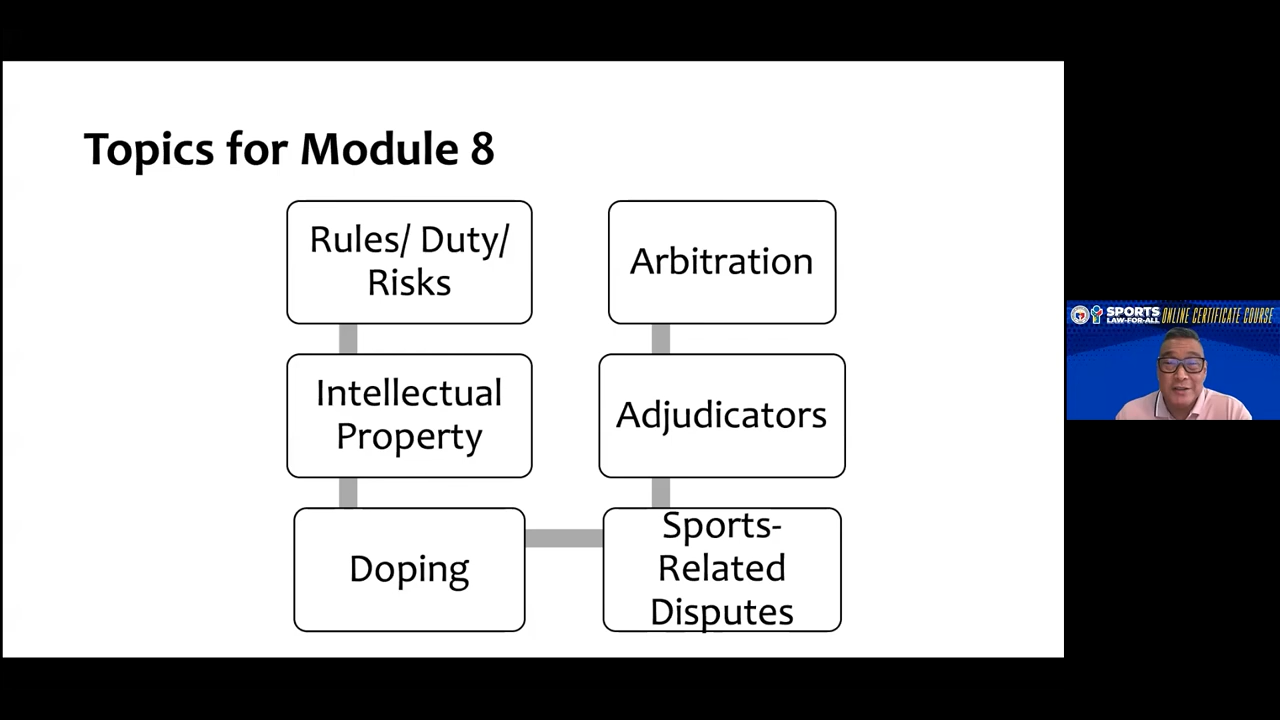 Topics for Module 8
Rules/ Duty/
Risks
Intellectual
Property
Doping
Sports-
Related
Disputes
Adjudicators
Arbitration
SPORTS
LAW-FOR-ALL
ONLINE CERTIFICATE COURSE